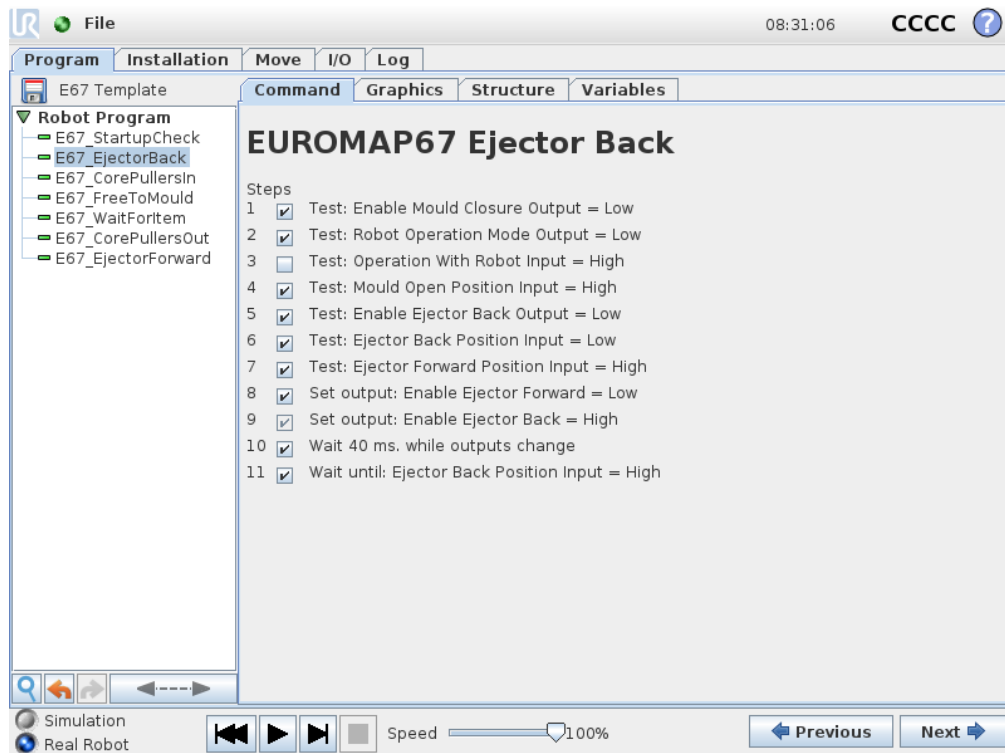 UR File 08:31:06 CCCC ?
Program Installation Move I/O Log
E67 Template Command Graphics Structure Variables
Robot Program
E67_StartupCheck
E67_EjectorBack
E67_CorePullersIn
E67_FreeToMould
E67_WaitForItem
E67_CorePullersOut
E67_EjectorForward
EUROMAP67 Ejector Back
Steps
1 Test: Enable Mould Closure Output = Low
2 Test: Robot Operation Mode Output = Low
3 Test: Operation With Robot Input = High
4 Test: Mould Open Position Input = High
5 Test: Enable Ejector Back Output = Low
6 Test: Ejector Back Position Input = Low
7 Test: Ejector Forward Position Input = High
8 Set output: Enable Ejector Forward = Low
9 Set output: Enable Ejector Back = High
10 Wait 40 ms. while outputs change
11 Wait until: Ejector Back Position Input = High
Simulation
Real Robot
Speed 100%
Previous Next